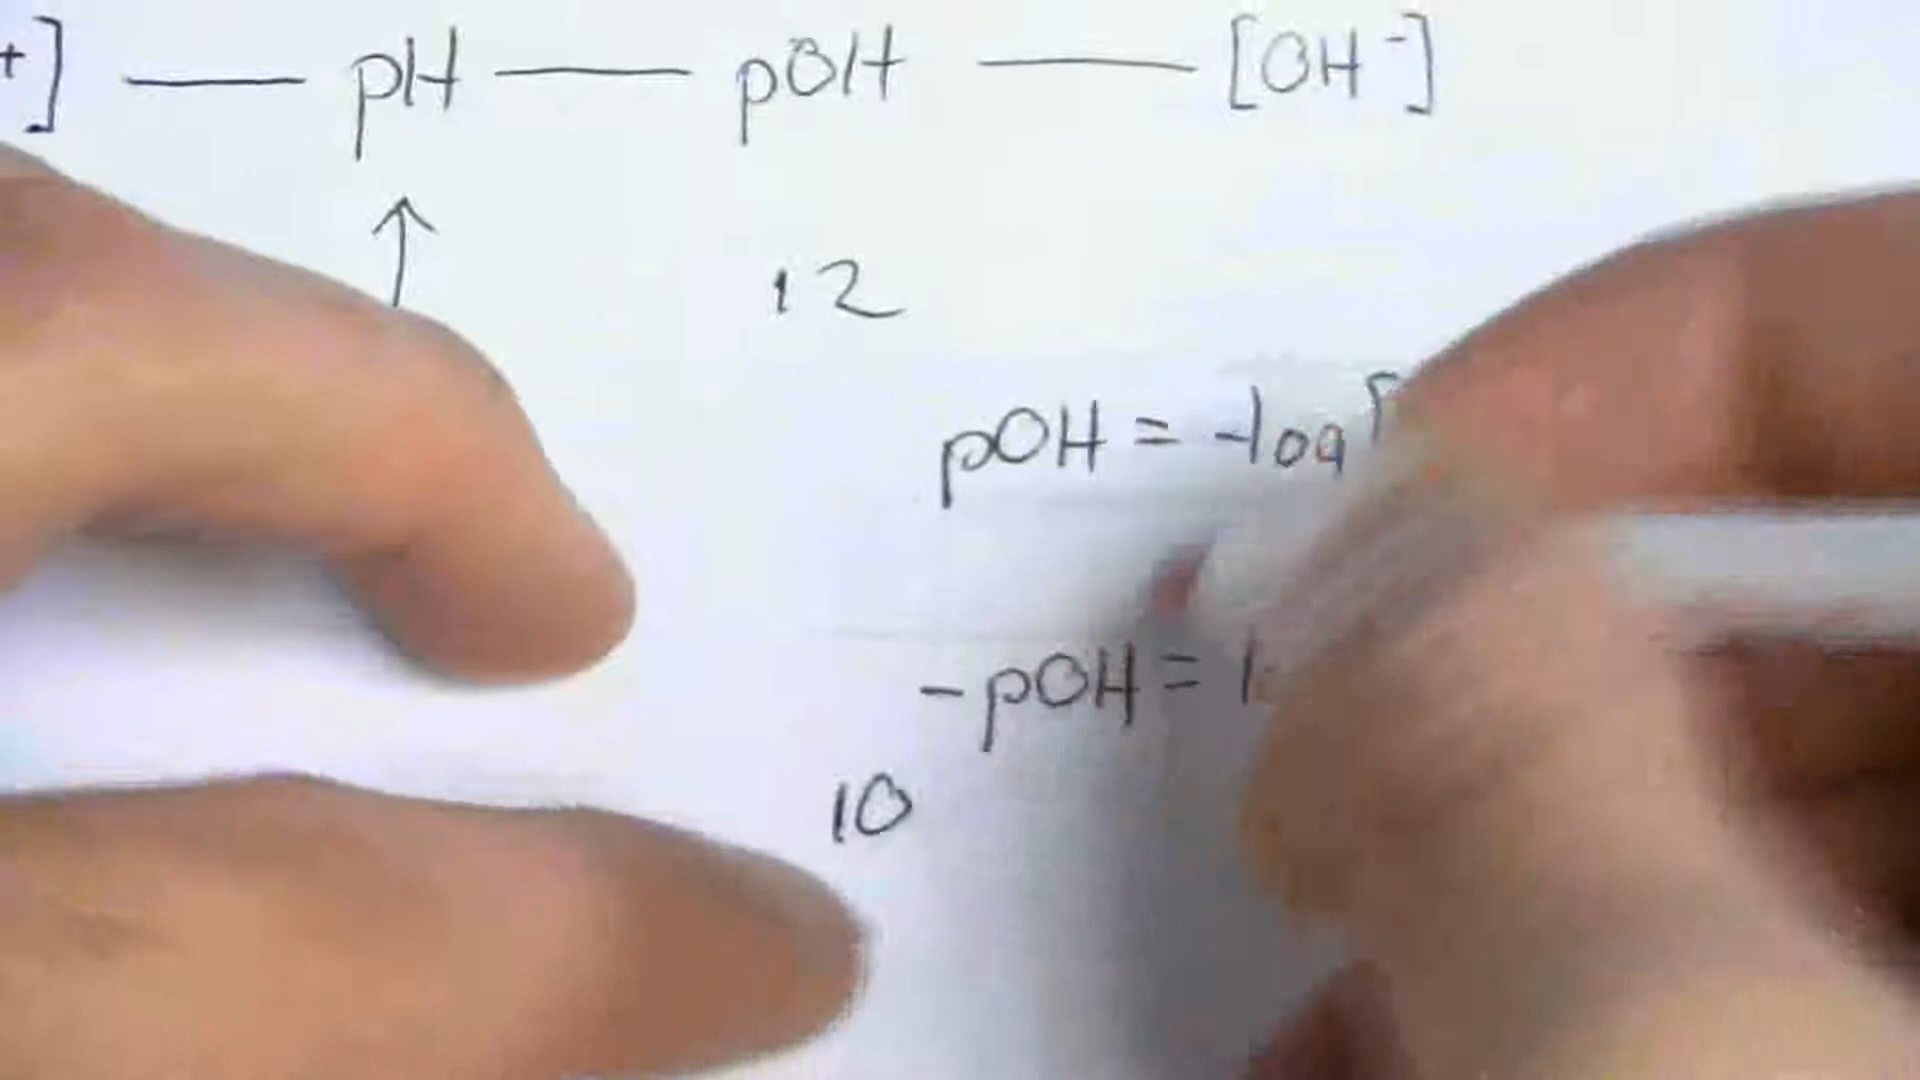 +] — pH — pOH — [OH⁻]
↑ 12
pOH = -log [
-pOH =
10